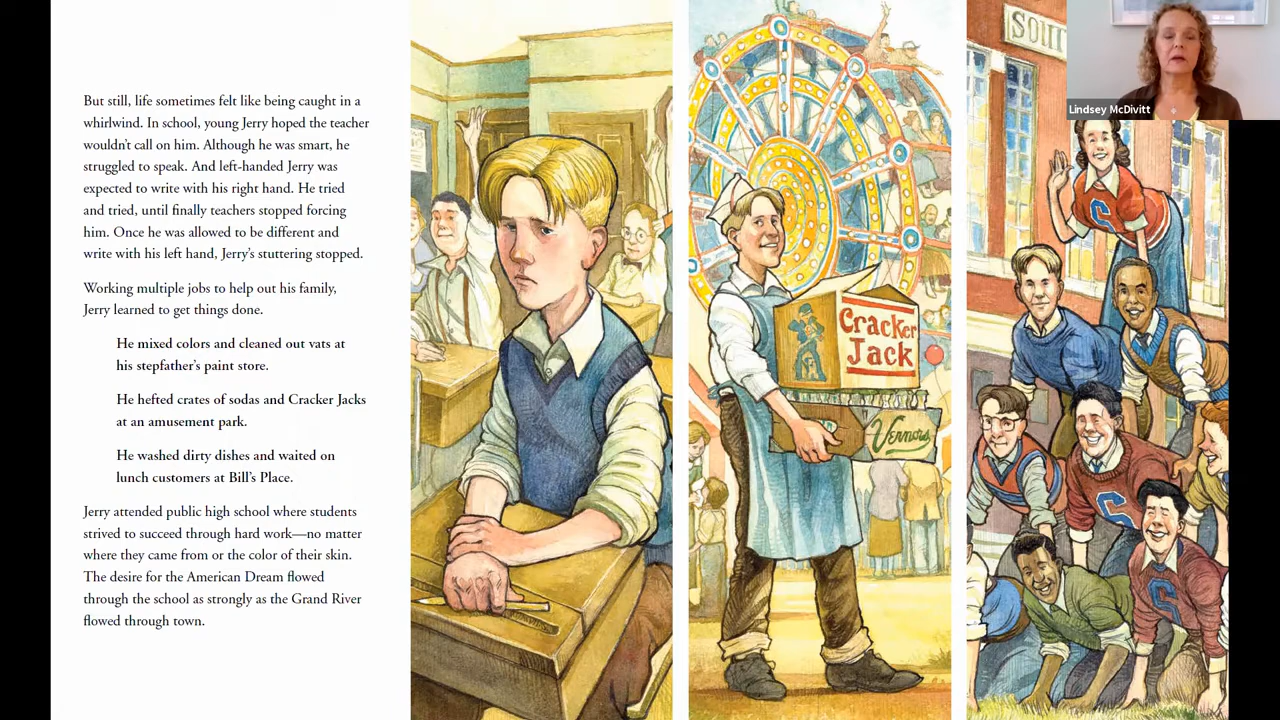 But still, life sometimes felt like being caught in a
whirlwind. In school, young Jerry hoped the teacher
wouldn't call on him. Although he was smart, he
struggled to speak. And left-handed Jerry was
expected to write with his right hand. He tried
and tried, until finally teachers stopped forcing
him. Once he was allowed to be different and
write with his left hand, Jerry's stuttering stopped.
Working multiple jobs to help out his family,
Jerry learned to get things done.
He mixed colors and cleaned out vats at
his stepfather's paint store.
He hefted crates of sodas and Cracker Jacks
at an amusement park.
He washed dirty dishes and waited on
lunch customers at Bill's Place.
Jerry attended public high school where students
strived to succeed through hard work—no matter
where they came from or the color of their skin.
The desire for the American Dream flowed
through the school as strongly as the Grand River
flowed through town.
Cracker
Jack
Vernors
SOUT
Lindsey McDivitt
S
S
S